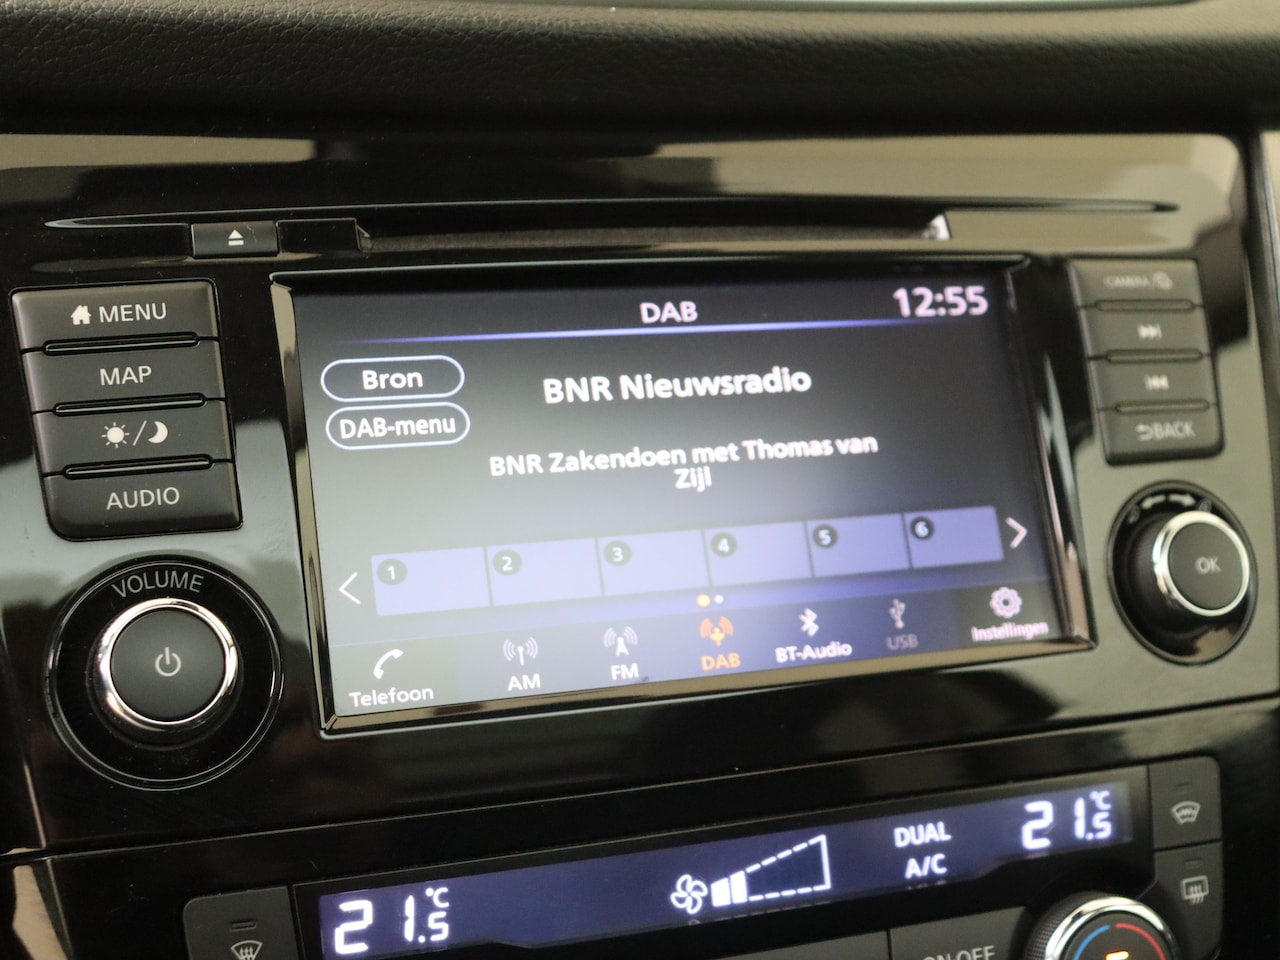 MENU
MAP
AUDIO
VOLUME
DAB
12:55
Bron
DAB-menu
BNR Nieuwsradio
BNR Zakendoen met Thomas van
Zijl
1 2 3 4 5 6
Telefoon
AM
FM
DAB
BT-Audio
USB
Instellingen
CAMERA/
BACK
OK
21.5°C
DUAL
A/C
21.5°C
ON·OFF